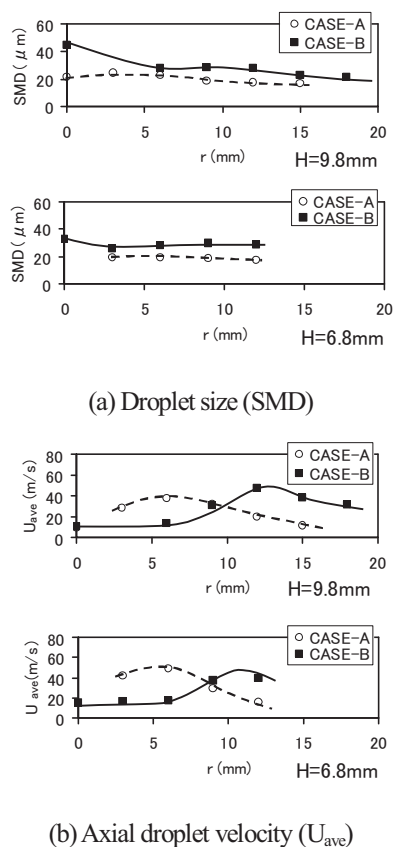 60
CASE-A
CASE-B
40
20
0
SMD(μm)
0 5 10 15 20
r (mm)
H=9.8mm
60
CASE-A
CASE-B
40
20
0
SMD(μm)
0 5 10 15 20
r (mm)
H=6.8mm
(a) Droplet size (SMD)
80
CASE-A
CASE-B
60
40
20
0
Uave(m/s)
0 5 10 15 20
r (mm)
H=9.8mm
80
CASE-A
CASE-B
60
40
20
0
U ave(m/s)
0 5 10 15 20
r (mm)
H=6.8mm
(b) Axial droplet velocity (Uave)